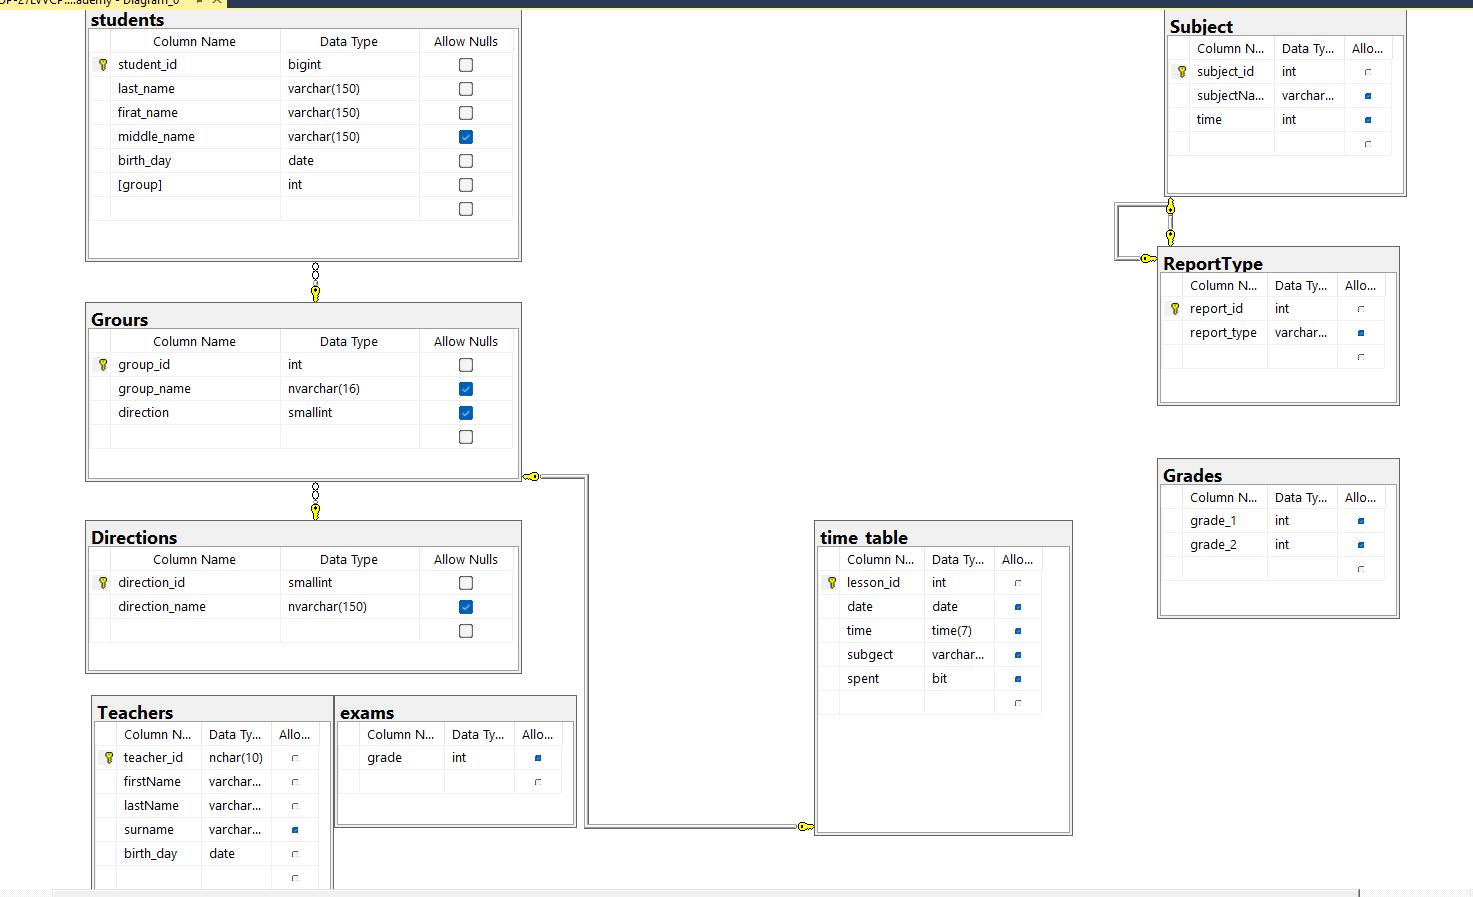 students
Column Name Data Type Allow Nulls
student_id bigint
last_name varchar(150)
firat_name varchar(150)
middle_name varchar(150)
birth_day date
[group] int
Grours
Column Name Data Type Allow Nulls
group_id int
group_name nvarchar(16)
direction smallint
Directions
Column Name Data Type Allow Nulls
direction_id smallint
direction_name nvarchar(150)
Teachers
Column N... Data Ty... Allo...
teacher_id nchar(10)
firstName varchar...
lastName varchar...
surname varchar...
birth_day date
exams
Column N... Data Ty... Allo...
grade int
time_table
Column N... Data Ty... Allo...
lesson_id int
date date
time time(7)
subgect varchar...
spent bit
Subject
Column N... Data Ty... Allo...
subject_id int
subjectNa... varchar...
time int
ReportType
Column N... Data Ty... Allo...
report_id int
report_type varchar...
Grades
Column N... Data Ty... Allo...
grade_1 int
grade_2 int